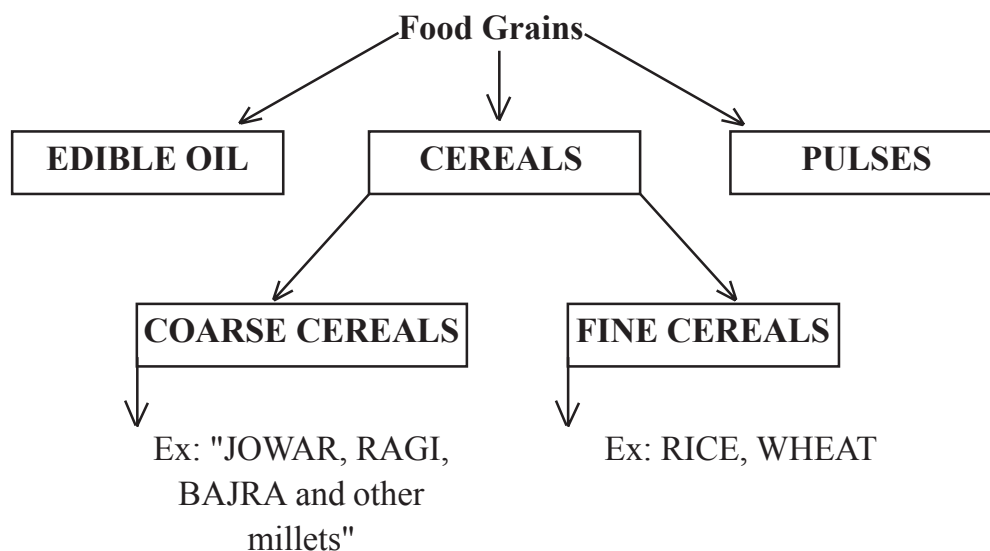 Food Grains
EDIBLE OIL
CEREALS
PULSES
COARSE CEREALS
FINE CEREALS
Ex: "JOWAR, RAGI,
BAJRA and other
millets"
Ex: RICE, WHEAT